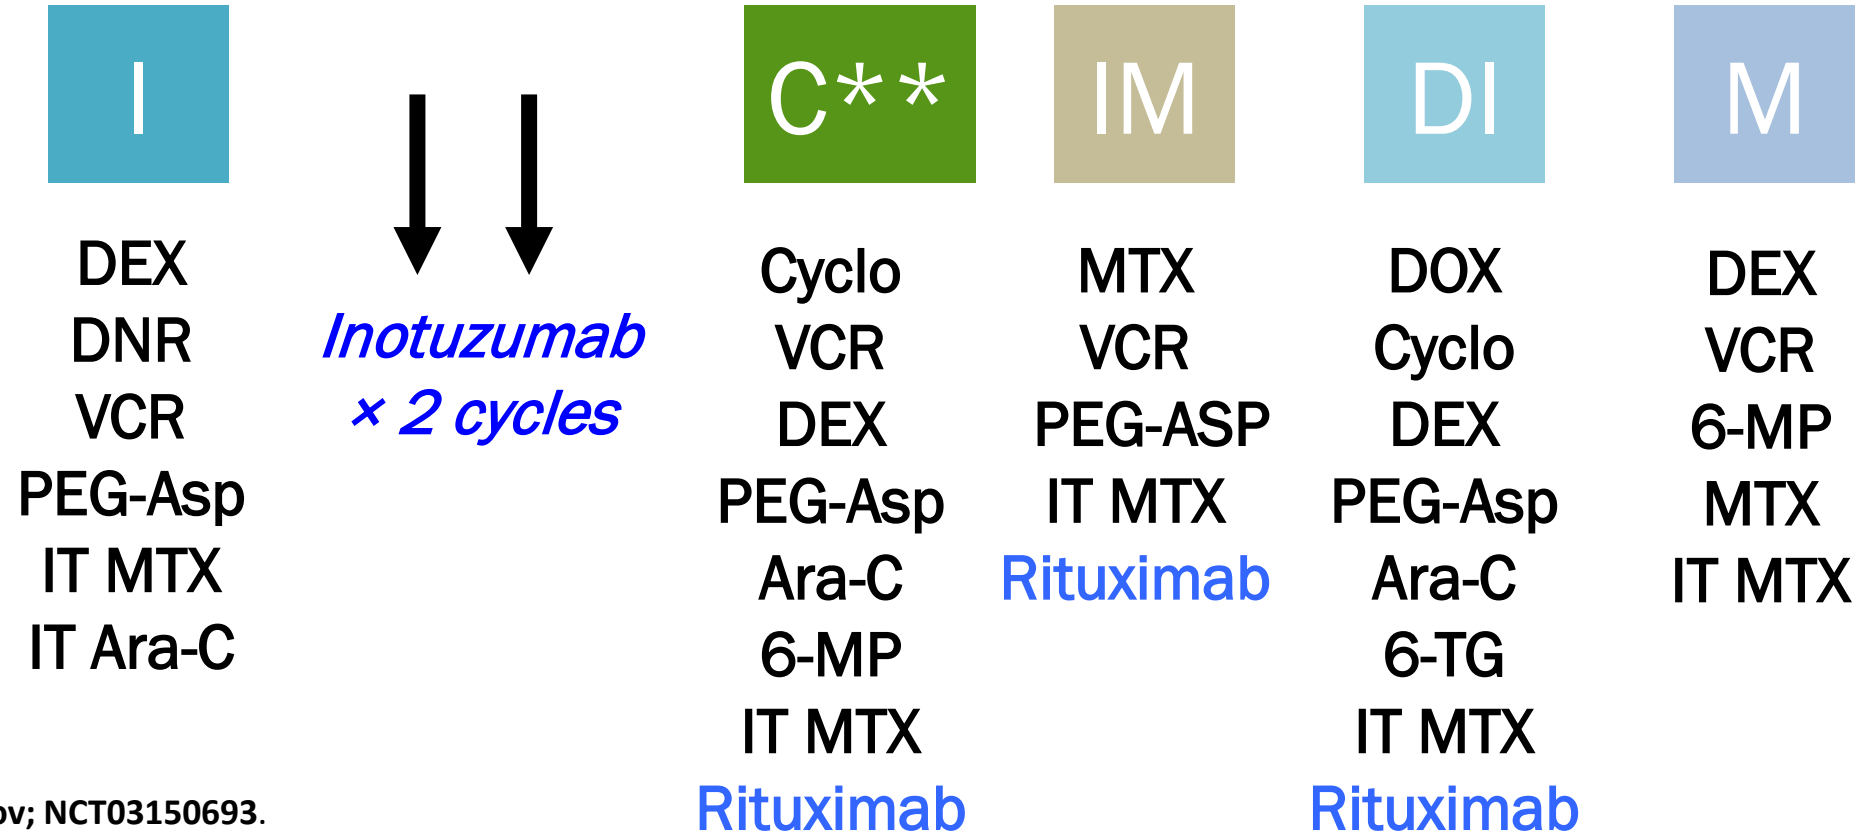 I
DEX
DNR
VCR
PEG-Asp
IT MTX
IT Ara-C
Inotuzumab
× 2 cycles
C**
Cyclo
VCR
DEX
PEG-Asp
Ara-C
6-MP
IT MTX
Rituximab
IM
MTX
VCR
PEG-ASP
IT MTX
Rituximab
DI
DOX
Cyclo
DEX
PEG-Asp
Ara-C
6-TG
IT MTX
Rituximab
M
DEX
VCR
6-MP
MTX
IT MTX
ov; NCT03150693.